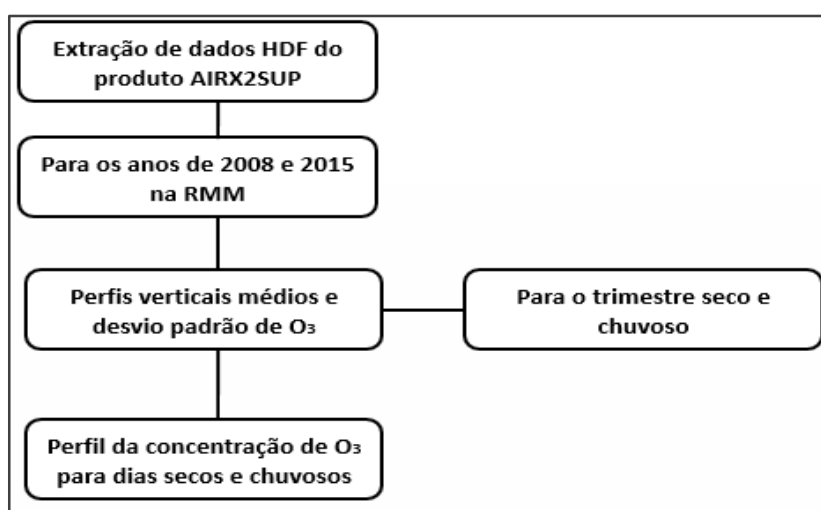 Extração de dados HDF do
produto AIRX2SUP
Para os anos de 2008 e 2015
na RMM
Perfis verticais médios e
desvio padrão de O₃
Para o trimestre seco e
chuvoso
Perfil da concentração de O₃
para dias secos e chuvosos